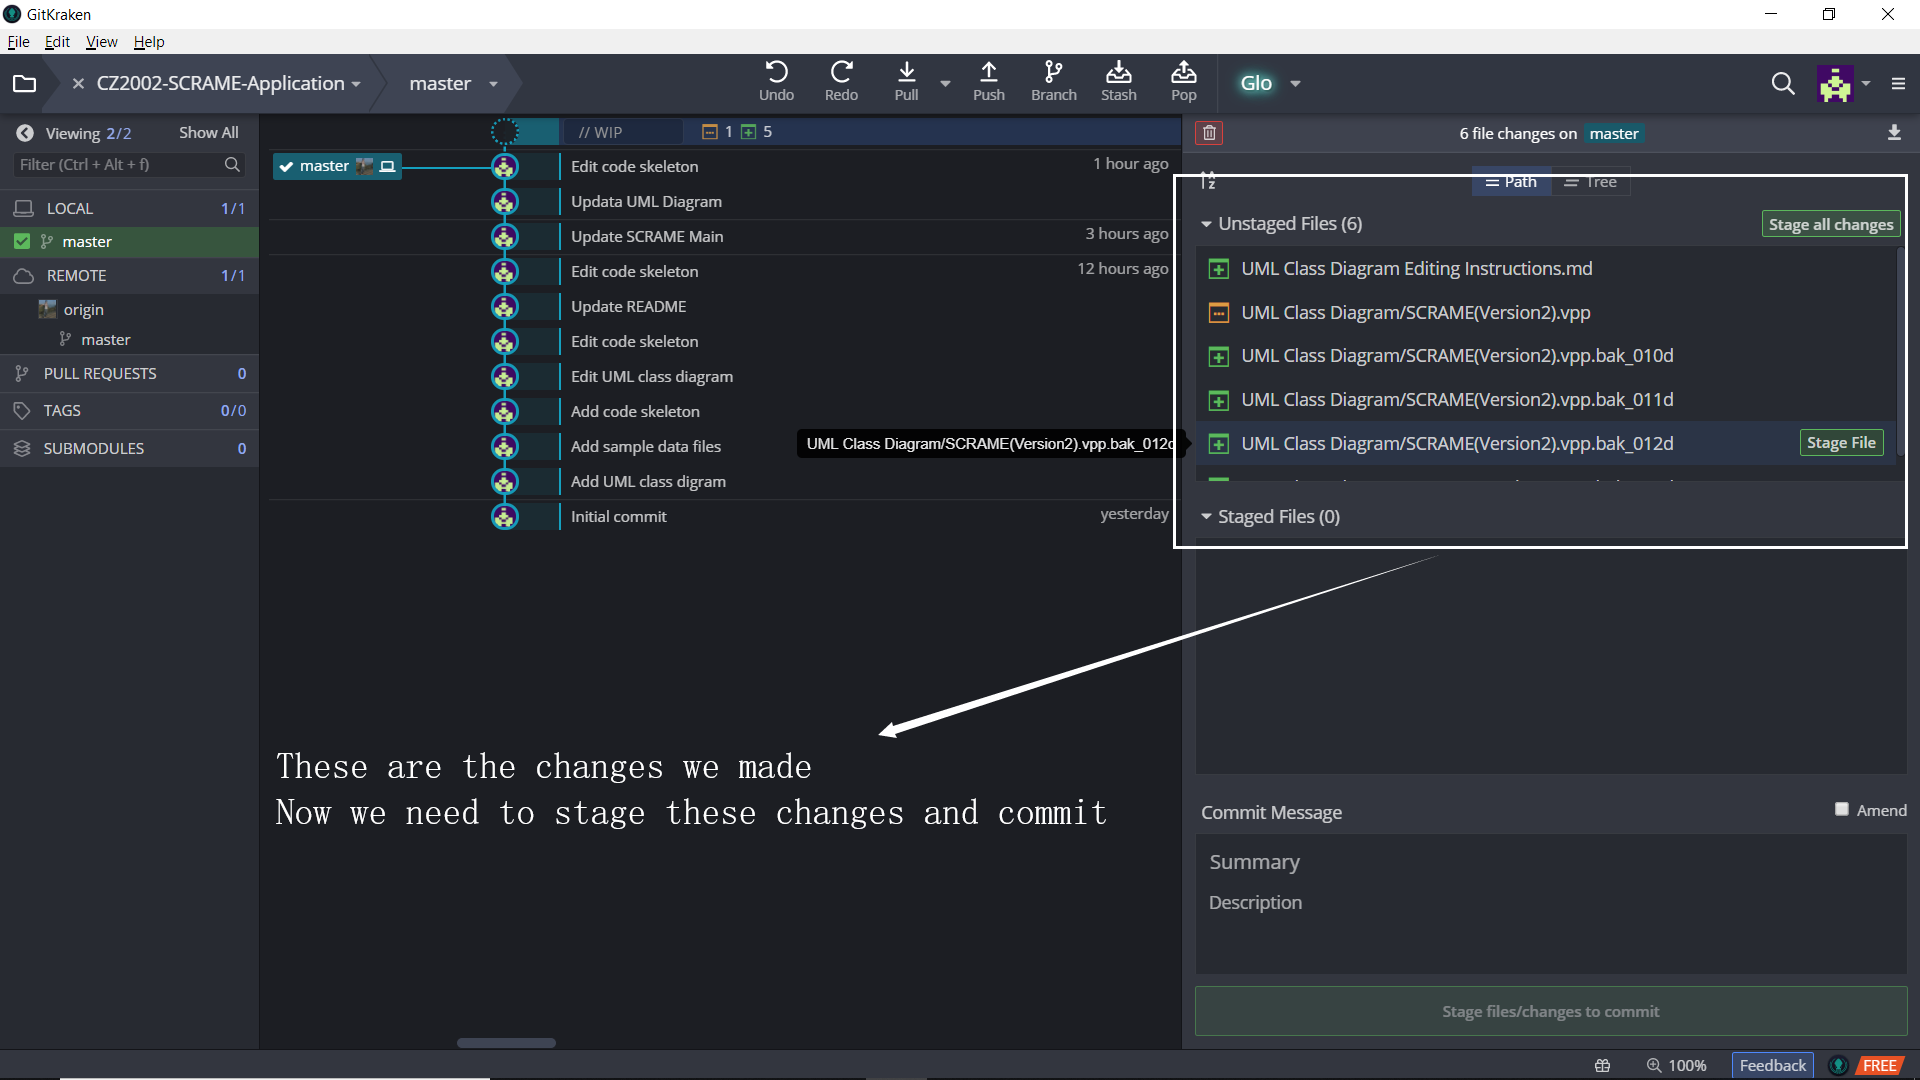 GitKraken
File Edit View Help
CZ2002-SCRAME-Application
master
Undo
Redo
Pull
Push
Branch
Stash
Pop
Glo
Viewing 2/2
Show All
Filter (Ctrl + Alt + f)
LOCAL 1/1
master
REMOTE 1/1
origin
master
PULL REQUESTS 0
TAGS 0/0
SUBMODULES 0
// WIP 1 5
master Edit code skeleton 1 hour ago
Updata UML Diagram
Update SCRAME Main 3 hours ago
Edit code skeleton 12 hours ago
Update README
Edit code skeleton
Edit UML class diagram
Add code skeleton
Add sample data files
Add UML class digram
Initial commit yesterday
UML Class Diagram/SCRAME(Version2).vpp.bak_012d
These are the changes we made
Now we need to stage these changes and commit
6 file changes on master
Path Tree
Unstaged Files (6) Stage all changes
UML Class Diagram Editing Instructions.md
UML Class Diagram/SCRAME(Version2).vpp
UML Class Diagram/SCRAME(Version2).vpp.bak_010d
UML Class Diagram/SCRAME(Version2).vpp.bak_011d
UML Class Diagram/SCRAME(Version2).vpp.bak_012d Stage File
Staged Files (0)
Commit Message Amend
Summary
Description
Stage files/changes to commit
100% Feedback FREE